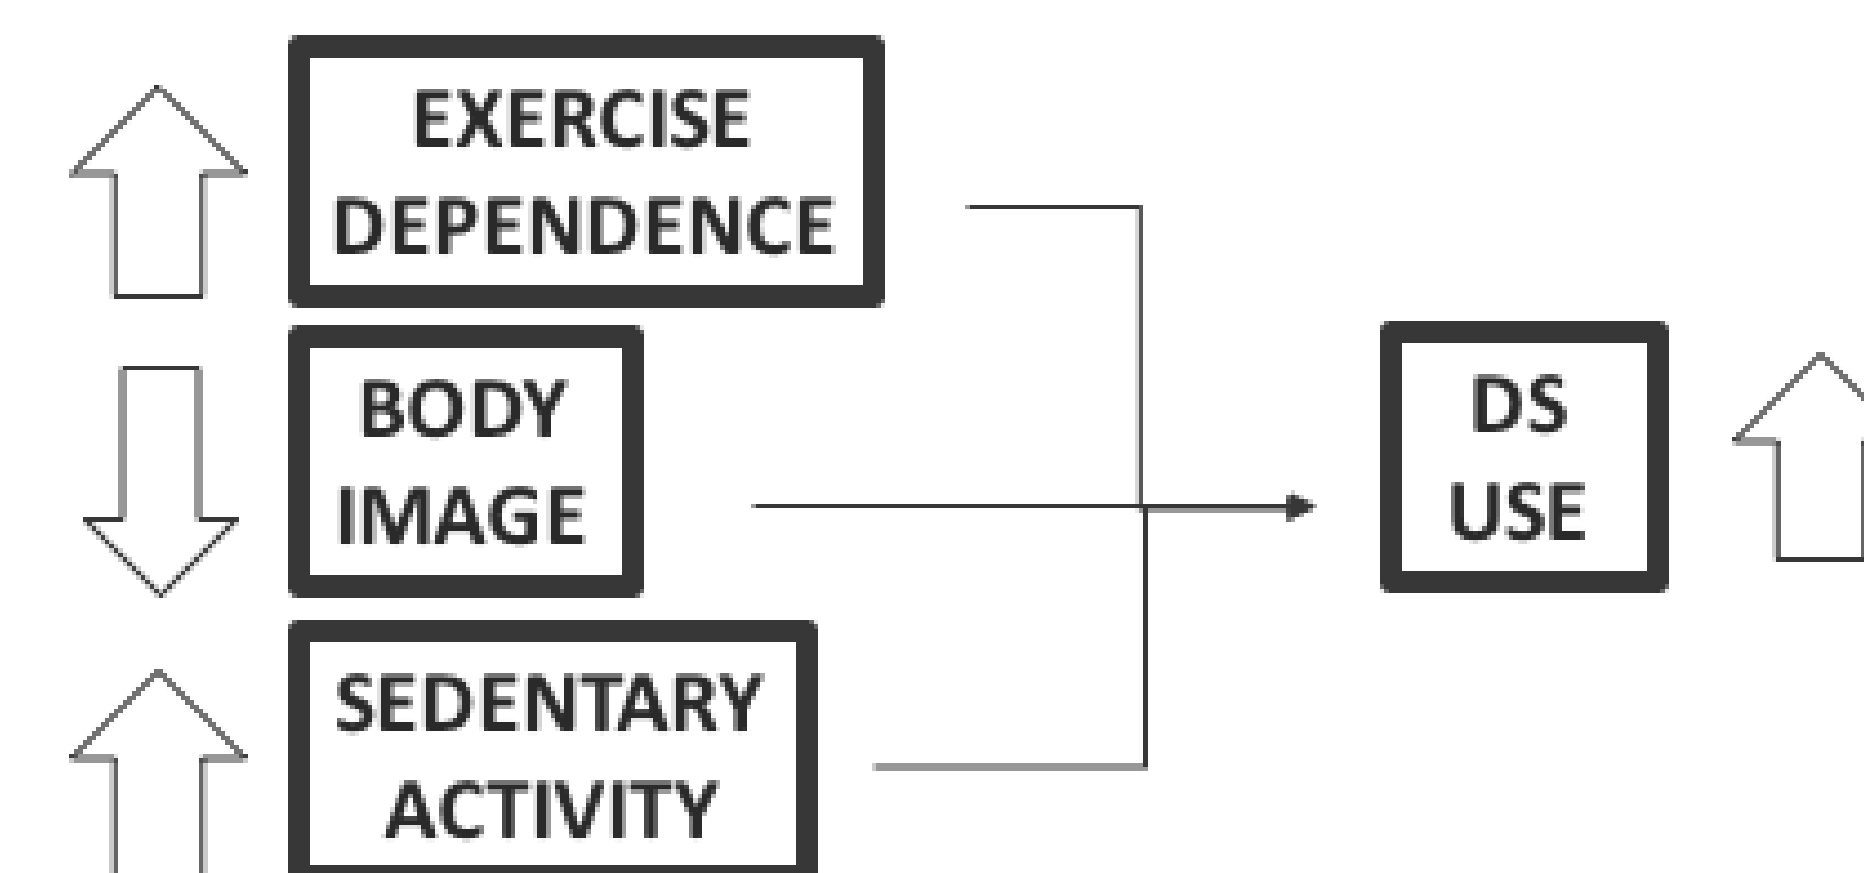 EXERCISE
DEPENDENCE
BODY
IMAGE
SEDENTARY
ACTIVITY
DS
USE